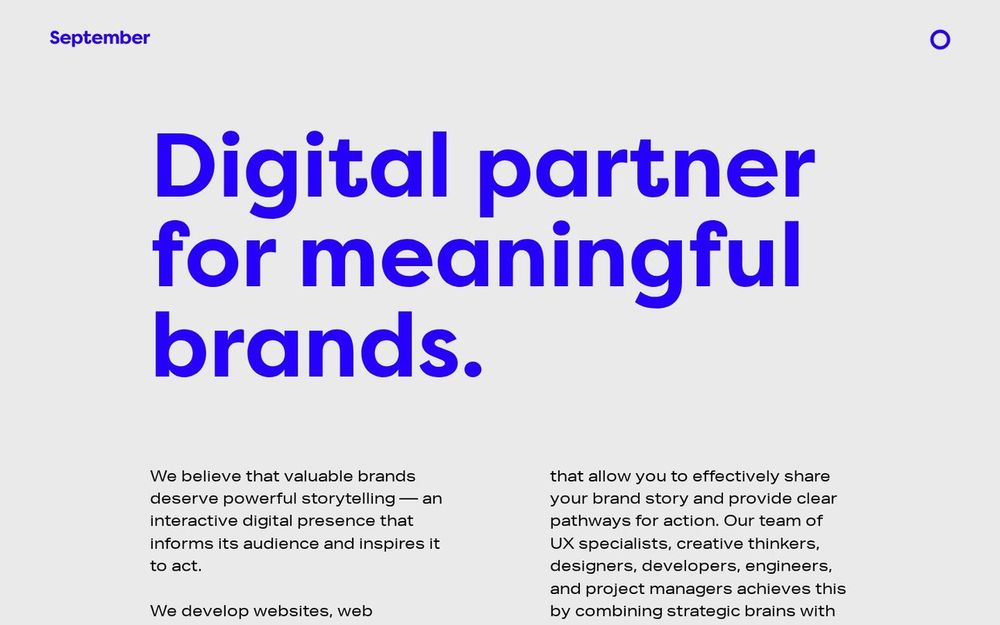 September
Digital partner
for meaningful
brands.
We believe that valuable brands
deserve powerful storytelling — an
interactive digital presence that
informs its audience and inspires it
to act.
We develop websites, web
that allow you to effectively share
your brand story and provide clear
pathways for action. Our team of
UX specialists, creative thinkers,
designers, developers, engineers,
and project managers achieves this
by combining strategic brains with